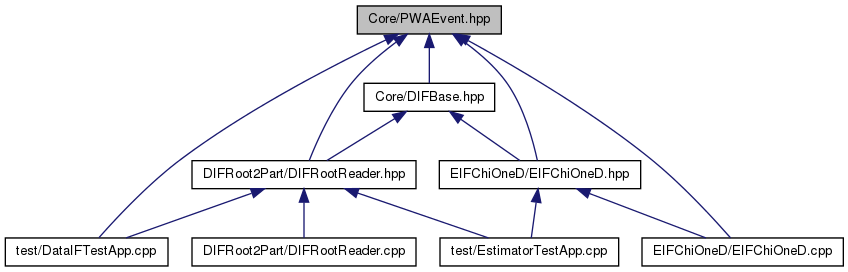 Core/PWAEvent.hpp
Core/DIFBase.hpp
DIFRoot2Part/DIFRootReader.hpp
EIFChiOneD/EIFChiOneD.hpp
test/DataIFTestApp.cpp
DIFRoot2Part/DIFRootReader.cpp
test/EstimatorTestApp.cpp
EIFChiOneD/EIFChiOneD.cpp